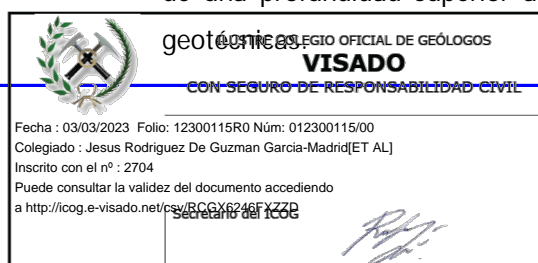 geotécnicas.
ILUSTRE COLEGIO OFICIAL DE GEÓLOGOS
VISADO
CON SEGURO DE RESPONSABILIDAD CIVIL
Fecha : 03/03/2023 Folio: 12300115R0 Núm: 012300115/00
Colegiado : Jesus Rodriguez De Guzman Garcia-Madrid[ET AL]
Inscrito con el nº : 2704
Puede consultar la validez del documento accediendo
a http://icog.e-visado.net/csv/RCGX6246FXZZD
Secretario del ICOG